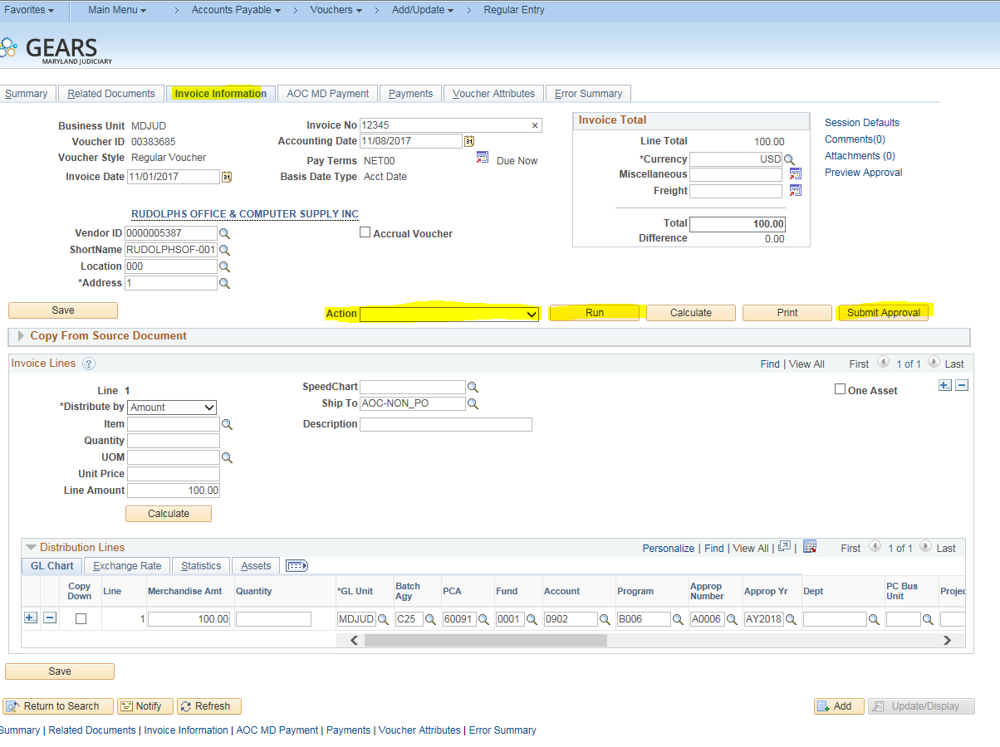 Favorites Main Menu > Accounts Payable > Vouchers > Add/Update > Regular Entry
GEARS
MARYLAND JUDICIARY
Summary Related Documents Invoice Information AOC MD Payment Payments Voucher Attributes Error Summary
Business Unit MDJUD Invoice No 12345 × Invoice Total Session Defaults
Voucher ID 00383685 Accounting Date 11/08/2017 31 Line Total 100.00 Comments(0)
Voucher Style Regular Voucher Pay Terms NET00 Due Now *Currency USD Attachments (0)
Invoice Date 11/01/2017 31 Basis Date Type Acct Date Miscellaneous Preview Approval
Freight
RUDOLPHS OFFICE & COMPUTER SUPPLY INC
Total 100.00
Vendor ID 0000005387 Accrual Voucher Difference 0.00
ShortName RUDOLPHSOF-001
Location 000
*Address 1
Save Action Run Calculate Print Submit Approval
Copy From Source Document
Invoice Lines ? Find | View All First 1 of 1 Last
Line 1 SpeedChart One Asset
*Distribute by Amount Ship To AOC-NON_PO
Item Description
Quantity
UOM
Unit Price
Line Amount 100.00
Calculate
Distribution Lines Personalize | Find | View All | | First 1 of 1 Last
GL Chart Exchange Rate Statistics Assets
Copy Down Line Merchandise Amt Quantity *GL Unit Batch Agy PCA Fund Account Program Approp Number Approp Yr Dept PC Bus Unit Projec
1 100.00 MDJUD C25 60091 0001 0902 B006 A0006 AY2018
Save
Return to Search Notify Refresh Add Update/Display
Summary | Related Documents | Invoice Information | AOC MD Payment | Payments | Voucher Attributes | Error Summary